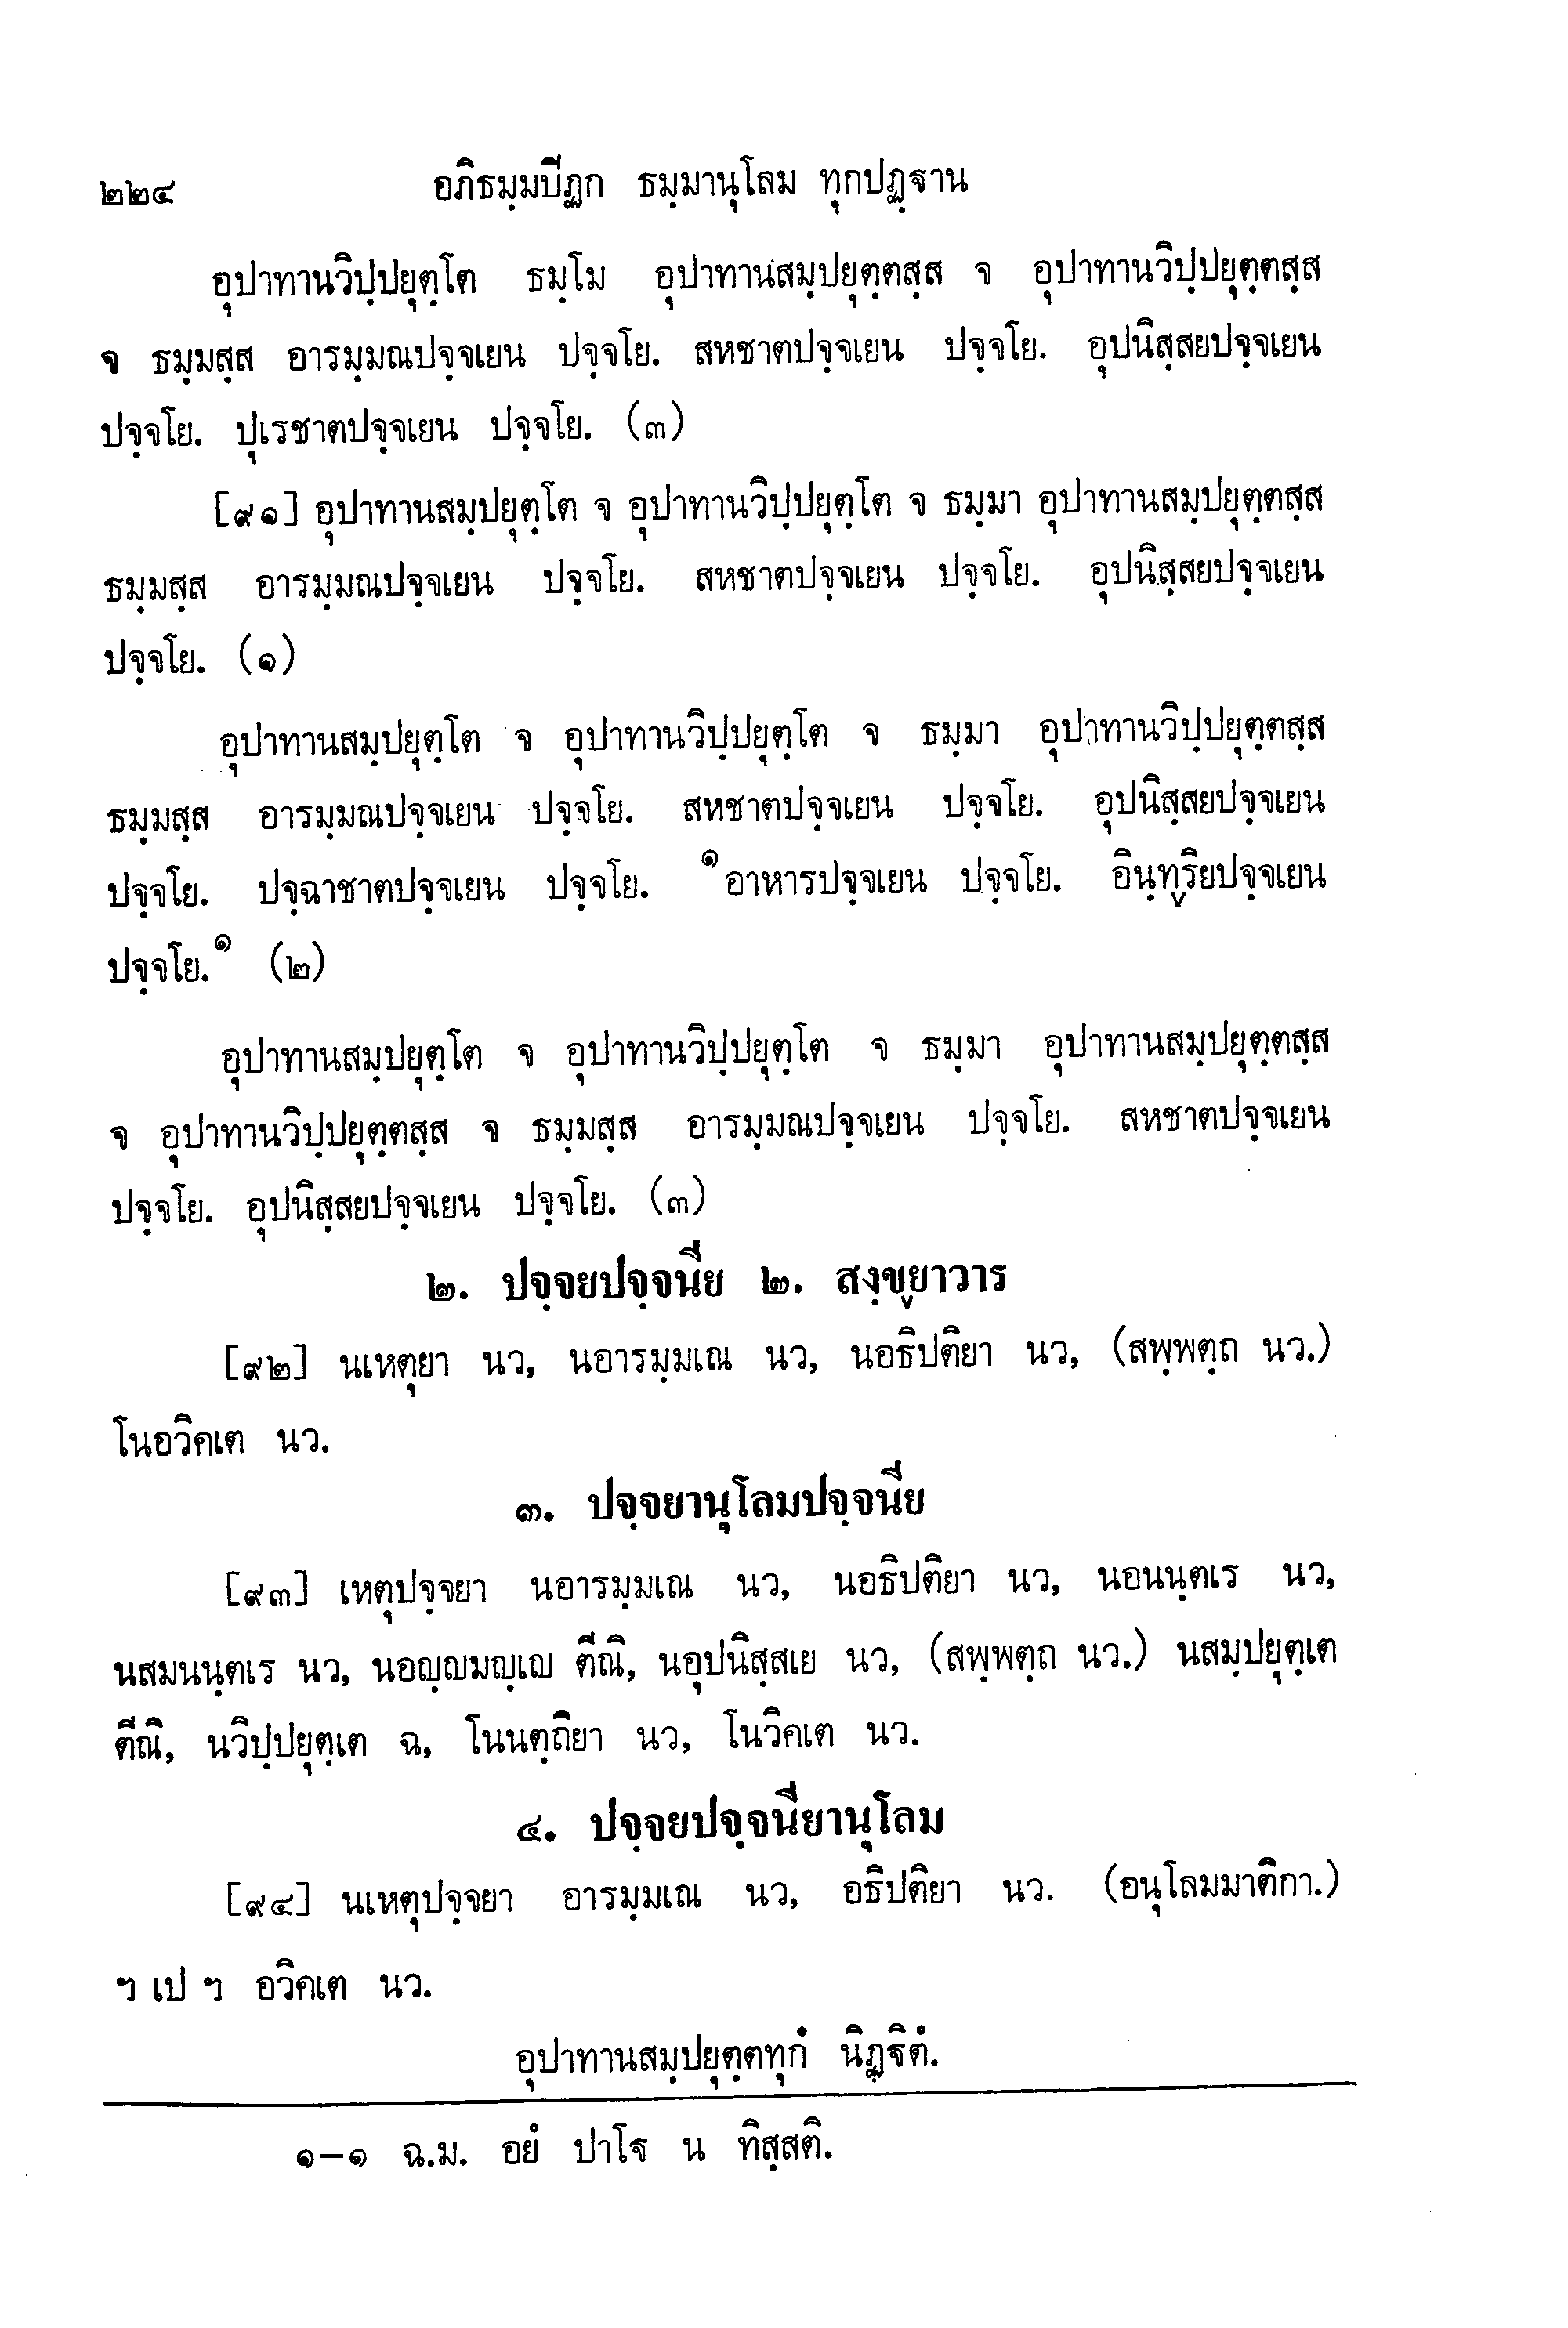 ๒๒๔ อภิธมฺมปีฏก ธมฺมานุโลม ทุกปฏฺฐาน
อุปาทานวิปฺปยุตฺโต ธมฺโม อุปาทานสมฺปยุตฺตสฺส จ อุปาทานวิปฺปยุตฺตสฺส
จ ธมฺมสฺส อารมฺมณปจฺจเยน ปจฺจโย. สหชาตปจฺจเยน ปจฺจโย. อุปนิสฺสยปจฺจเยน
ปจฺจโย. ปุเรชาตปจฺจเยน ปจฺจโย. (๓)
[๙๑] อุปาทานสมฺปยุตฺโต จ อุปาทานวิปฺปยุตฺโต จ ธมฺมา อุปาทานสมฺปยุตฺตสฺส
ธมฺมสฺส อารมฺมณปจฺจเยน ปจฺจโย. สหชาตปจฺจเยน ปจฺจโย. อุปนิสฺสยปจฺจเยน
ปจฺจโย. (๑)
อุปาทานสมฺปยุตฺโต จ อุปาทานวิปฺปยุตฺโต จ ธมฺมา อุปาทานวิปฺปยุตฺตสฺส
ธมฺมสฺส อารมฺมณปจฺจเยน ปจฺจโย. สหชาตปจฺจเยน ปจฺจโย. อุปนิสฺสยปจฺจเยน
ปจฺจโย. ปจฺฉาชาตปจฺจเยน ปจฺจโย. ๑อาหารปจฺจเยน ปจฺจโย. อินฺทฺริยปจฺจเยน
ปจฺจโย.๑ (๒)
อุปาทานสมฺปยุตฺโต จ อุปาทานวิปฺปยุตฺโต จ ธมฺมา อุปาทานสมฺปยุตฺตสฺส
จ อุปาทานวิปฺปยุตฺตสฺส จ ธมฺมสฺส อารมฺมณปจฺจเยน ปจฺจโย. สหชาตปจฺจเยน
ปจฺจโย. อุปนิสฺสยปจฺจเยน ปจฺจโย. (๓)
๒. ปจฺจยปจฺจนีย ๒. สงฺขฺยาวาร
[๙๒] นเหตุยา นว, นอารมฺมเณ นว, นอธิปติยา นว, (สพฺพตฺถ นว.)
โนอวิคเต นว.
๓. ปจฺจยานุโลมปจฺจนีย
[๙๓] เหตุปจฺจยา นอารมฺมเณ นว, นอธิปติยา นว, นอนนฺตเร นว,
นสมนนฺตเร นว, นอญฺญมญฺเญ ตีณิ, นอุปนิสฺสเย นว, (สพฺพตฺถ นว.) นสมฺปยุตฺเต
ตีณิ, นวิปฺปยุตฺเต ฉ, โนนตฺถิยา นว, โนวิคเต นว.
๔. ปจฺจยปจฺจนียานุโลม
[๙๔] นเหตุปจฺจยา อารมฺมเณ นว, อธิปติยา นว. (อนุโลมมาติกา.)
ฯ เป ฯ อวิคเต นว.
อุปาทานสมฺปยุตฺตทุกํ นิฏฺฐิตํ.
๑-๑ ฉ.ม. อยํ ปาโฐ น ทิสฺสติ.